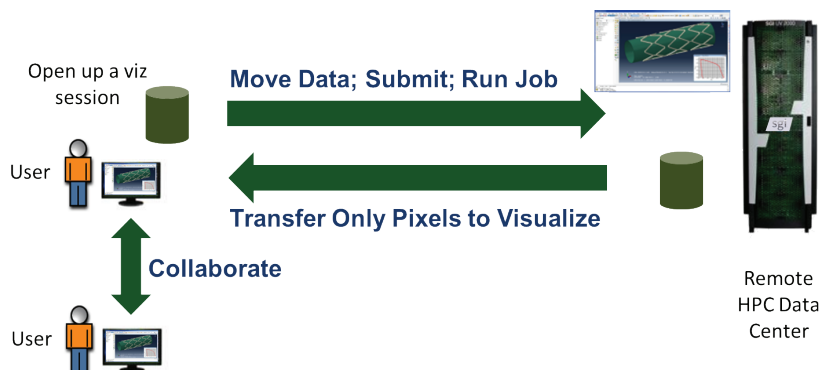 Open up a viz
session
Move Data; Submit; Run Job
sgi
User
Transfer Only Pixels to Visualize
Collaborate
Remote
HPC Data
Center
User